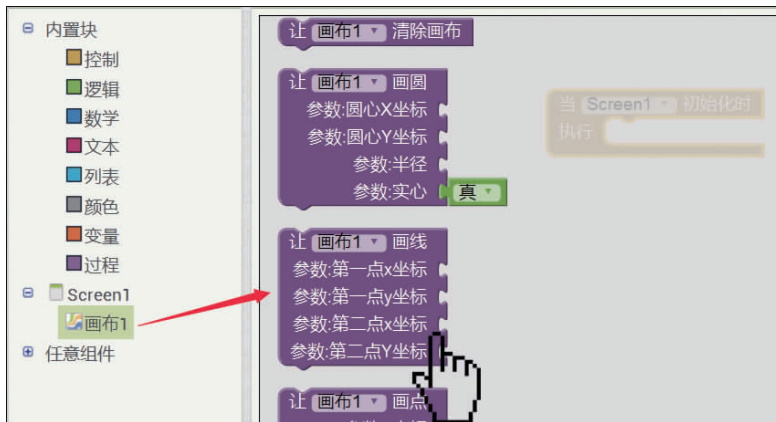 内置块
控制
逻辑
数学
文本
列表
颜色
变量
过程
Screen1
画布1
任意组件
让 画布1 清除画布
让 画布1 画圆
参数:圆心X坐标
参数:圆心Y坐标
参数:半径
参数:实心 真
让 画布1 画线
参数:第一点x坐标
参数:第一点y坐标
参数:第二点x坐标
参数:第二点Y坐标
让 画布1 画点
当 Screen1 初始化时
执行